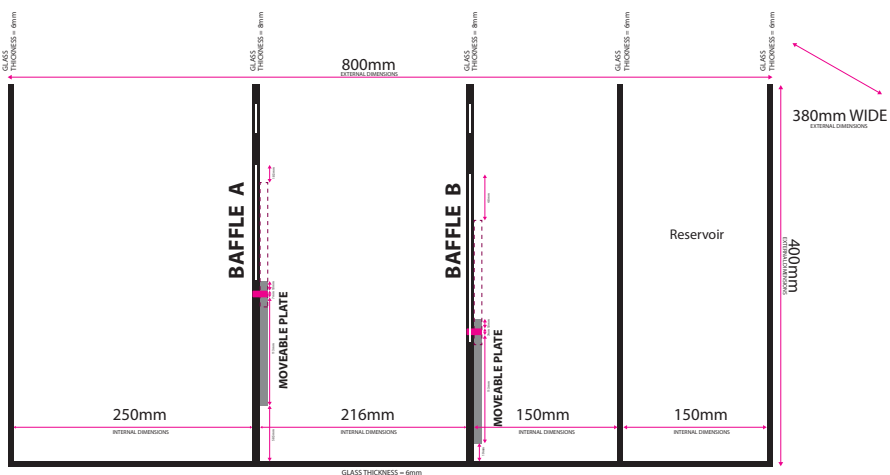 GLASS
THICKNESS = 6mm
GLASS
THICKNESS = 8mm
GLASS
THICKNESS = 8mm
GLASS
THICKNESS = 6mm
GLASS
THICKNESS = 6mm
800mm
EXTERNAL DIMENSIONS
380mm WIDE
EXTERNAL DIMENSIONS
BAFFLE A
BAFFLE B
Reservoir
400mm
EXTERNAL DIMENSIONS
MOVEABLE PLATE
MOVEABLE PLATE
250mm
INTERNAL DIMENSIONS
216mm
INTERNAL DIMENSIONS
150mm
INTERNAL DIMENSIONS
150mm
INTERNAL DIMENSIONS
GLASS THICKNESS = 6mm